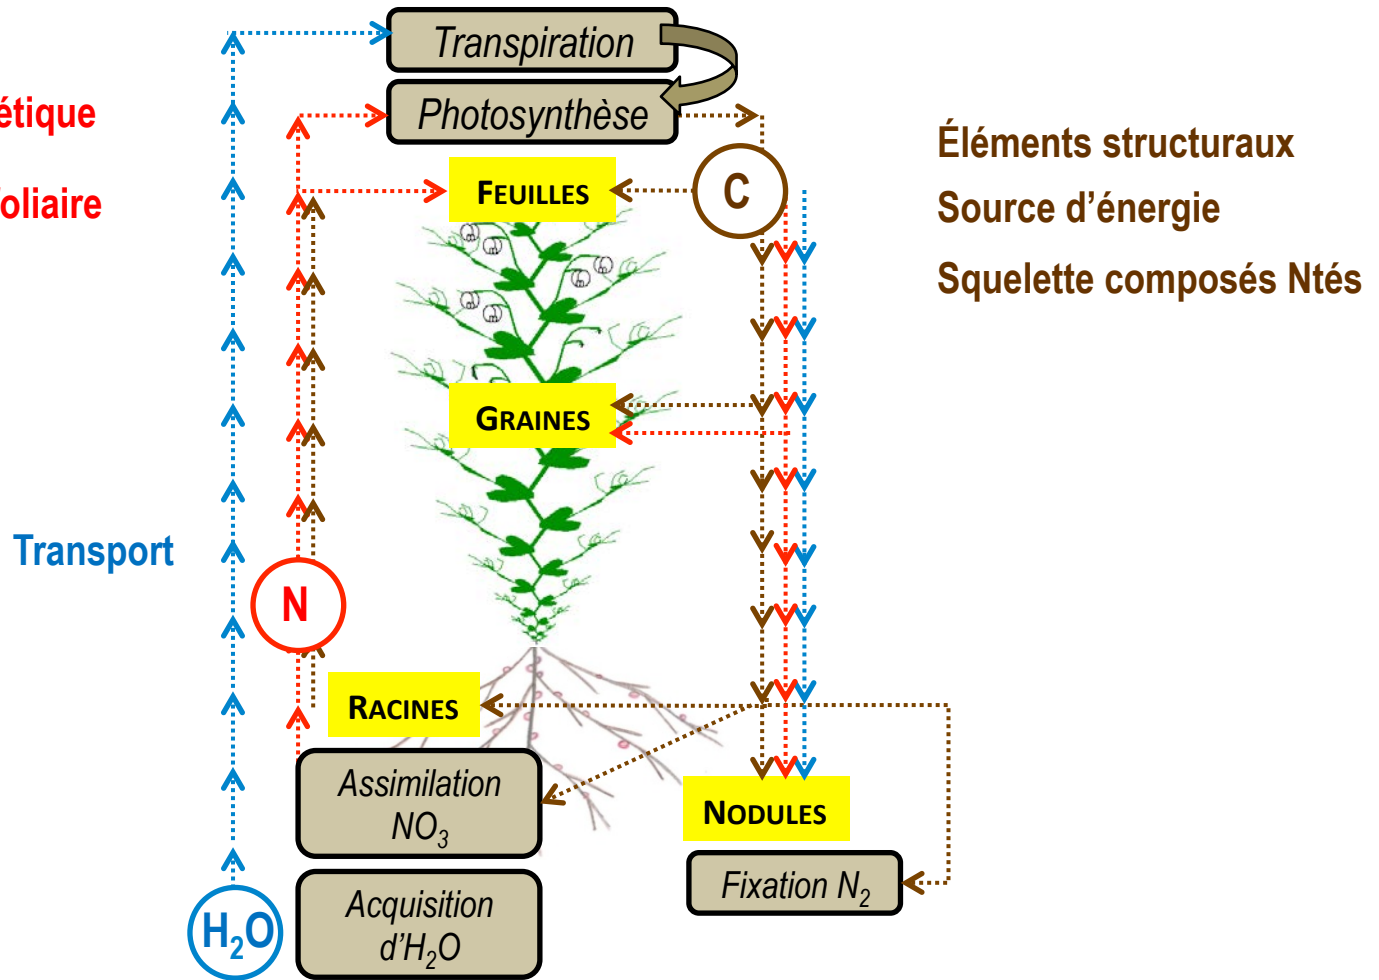 Transpiration
Photosynthèse
étique
foliaire
FEUILLES
C
Éléments structuraux
Source d'énergie
Squelette composés Ntés
GRAINES
Transport
N
RACINES
Assimilation
NO3
NODULES
Fixation N2
Acquisition
d'H2O
H2O